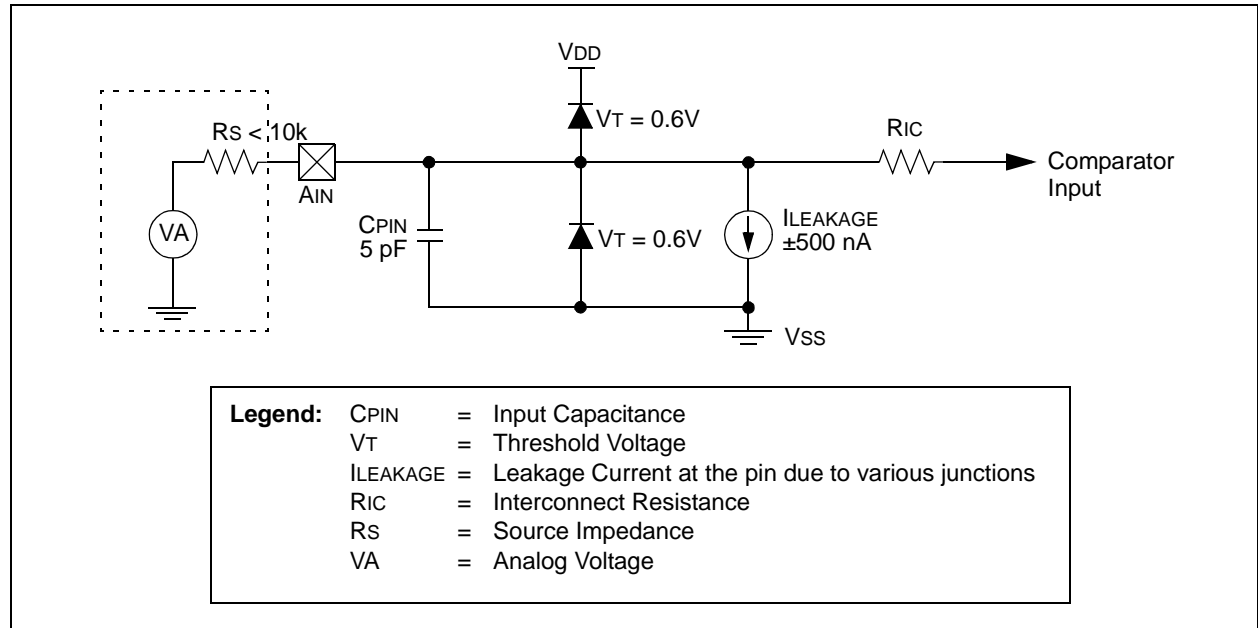 VDD
VT = 0.6V
RS < 10k
RIC
AIN
Comparator
Input
VA
CPIN
5 pF
VT = 0.6V
ILEAKAGE
±500 nA
VSS
Legend: CPIN = Input Capacitance
VT = Threshold Voltage
ILEAKAGE = Leakage Current at the pin due to various junctions
RIC = Interconnect Resistance
RS = Source Impedance
VA = Analog Voltage